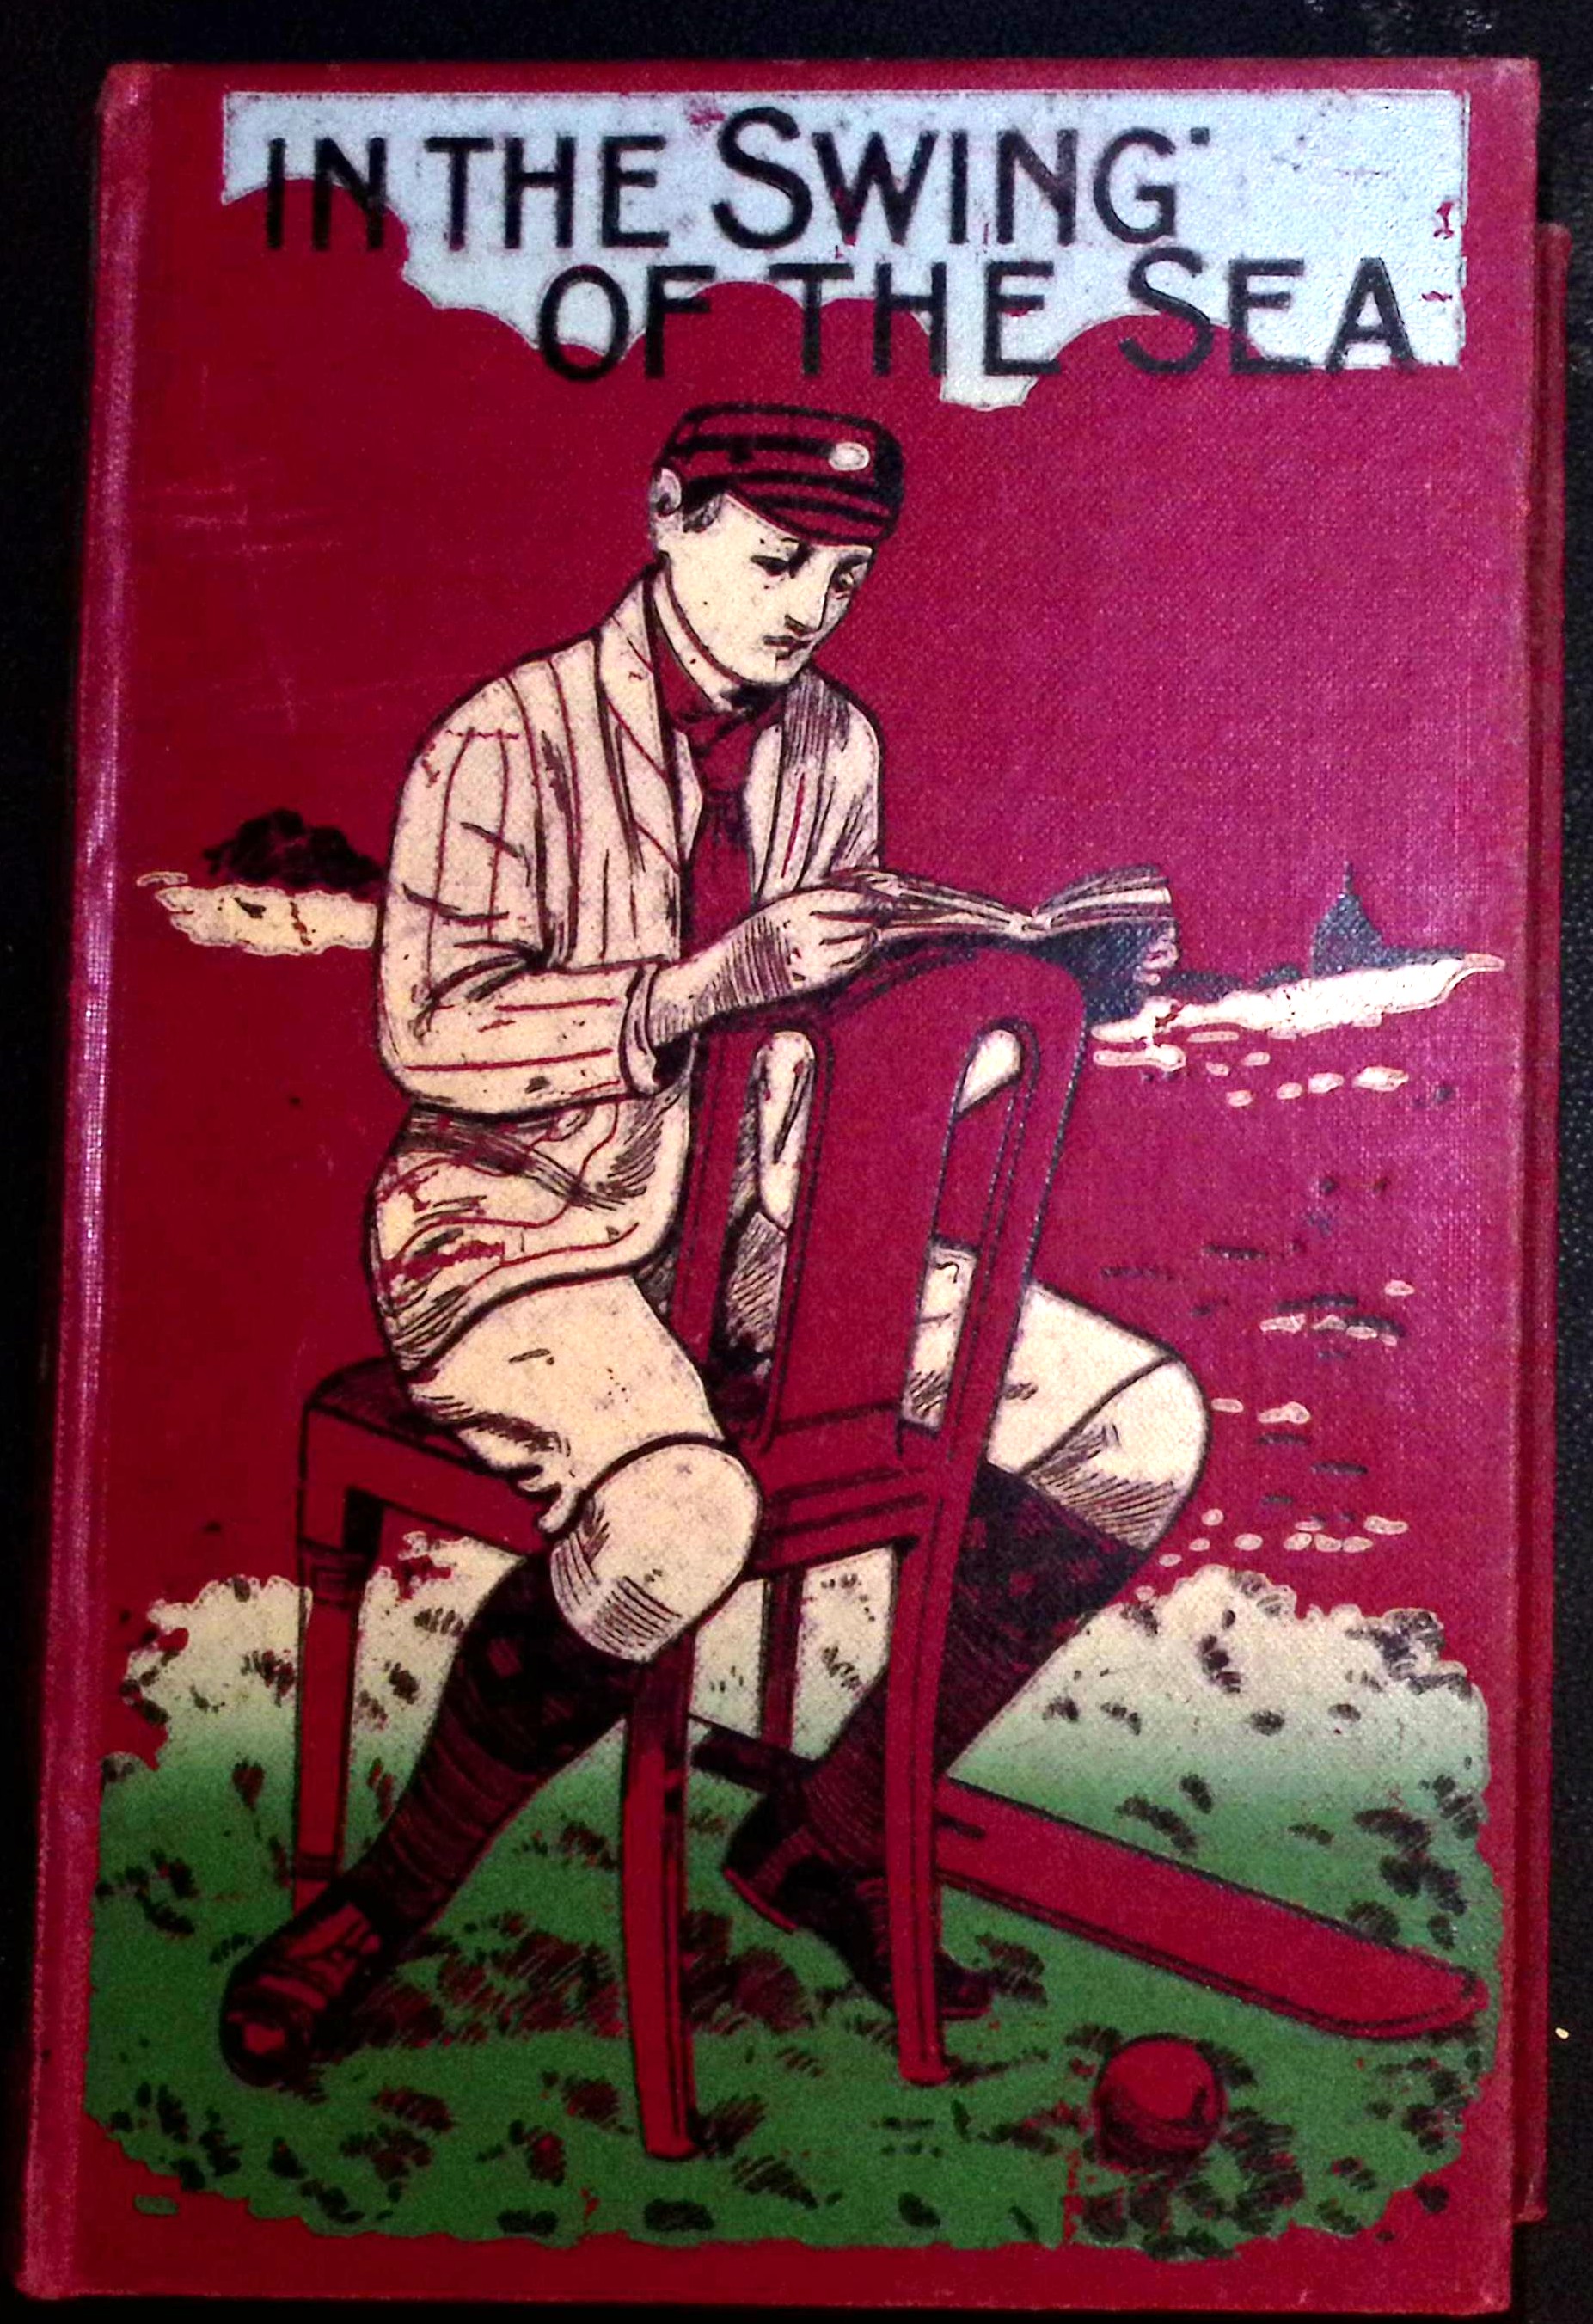 IN THE SWING
OF THE SEA